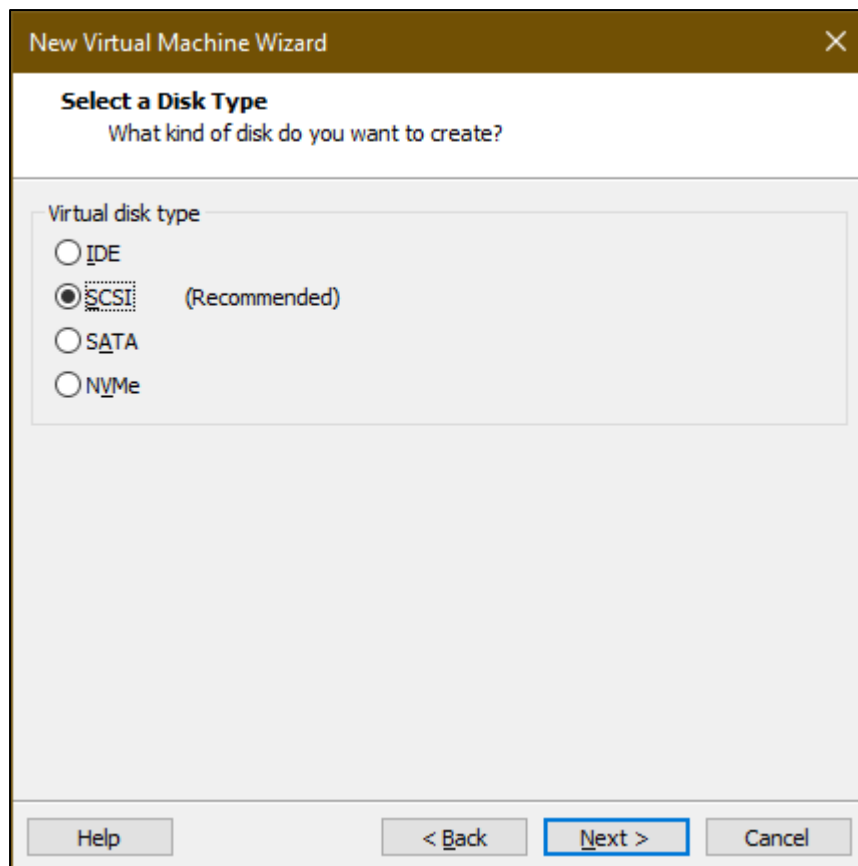 New Virtual Machine Wizard
Select a Disk Type
What kind of disk do you want to create?
Virtual disk type
IDE
SCSI (Recommended)
SATA
NVMe
Help < Back Next > Cancel